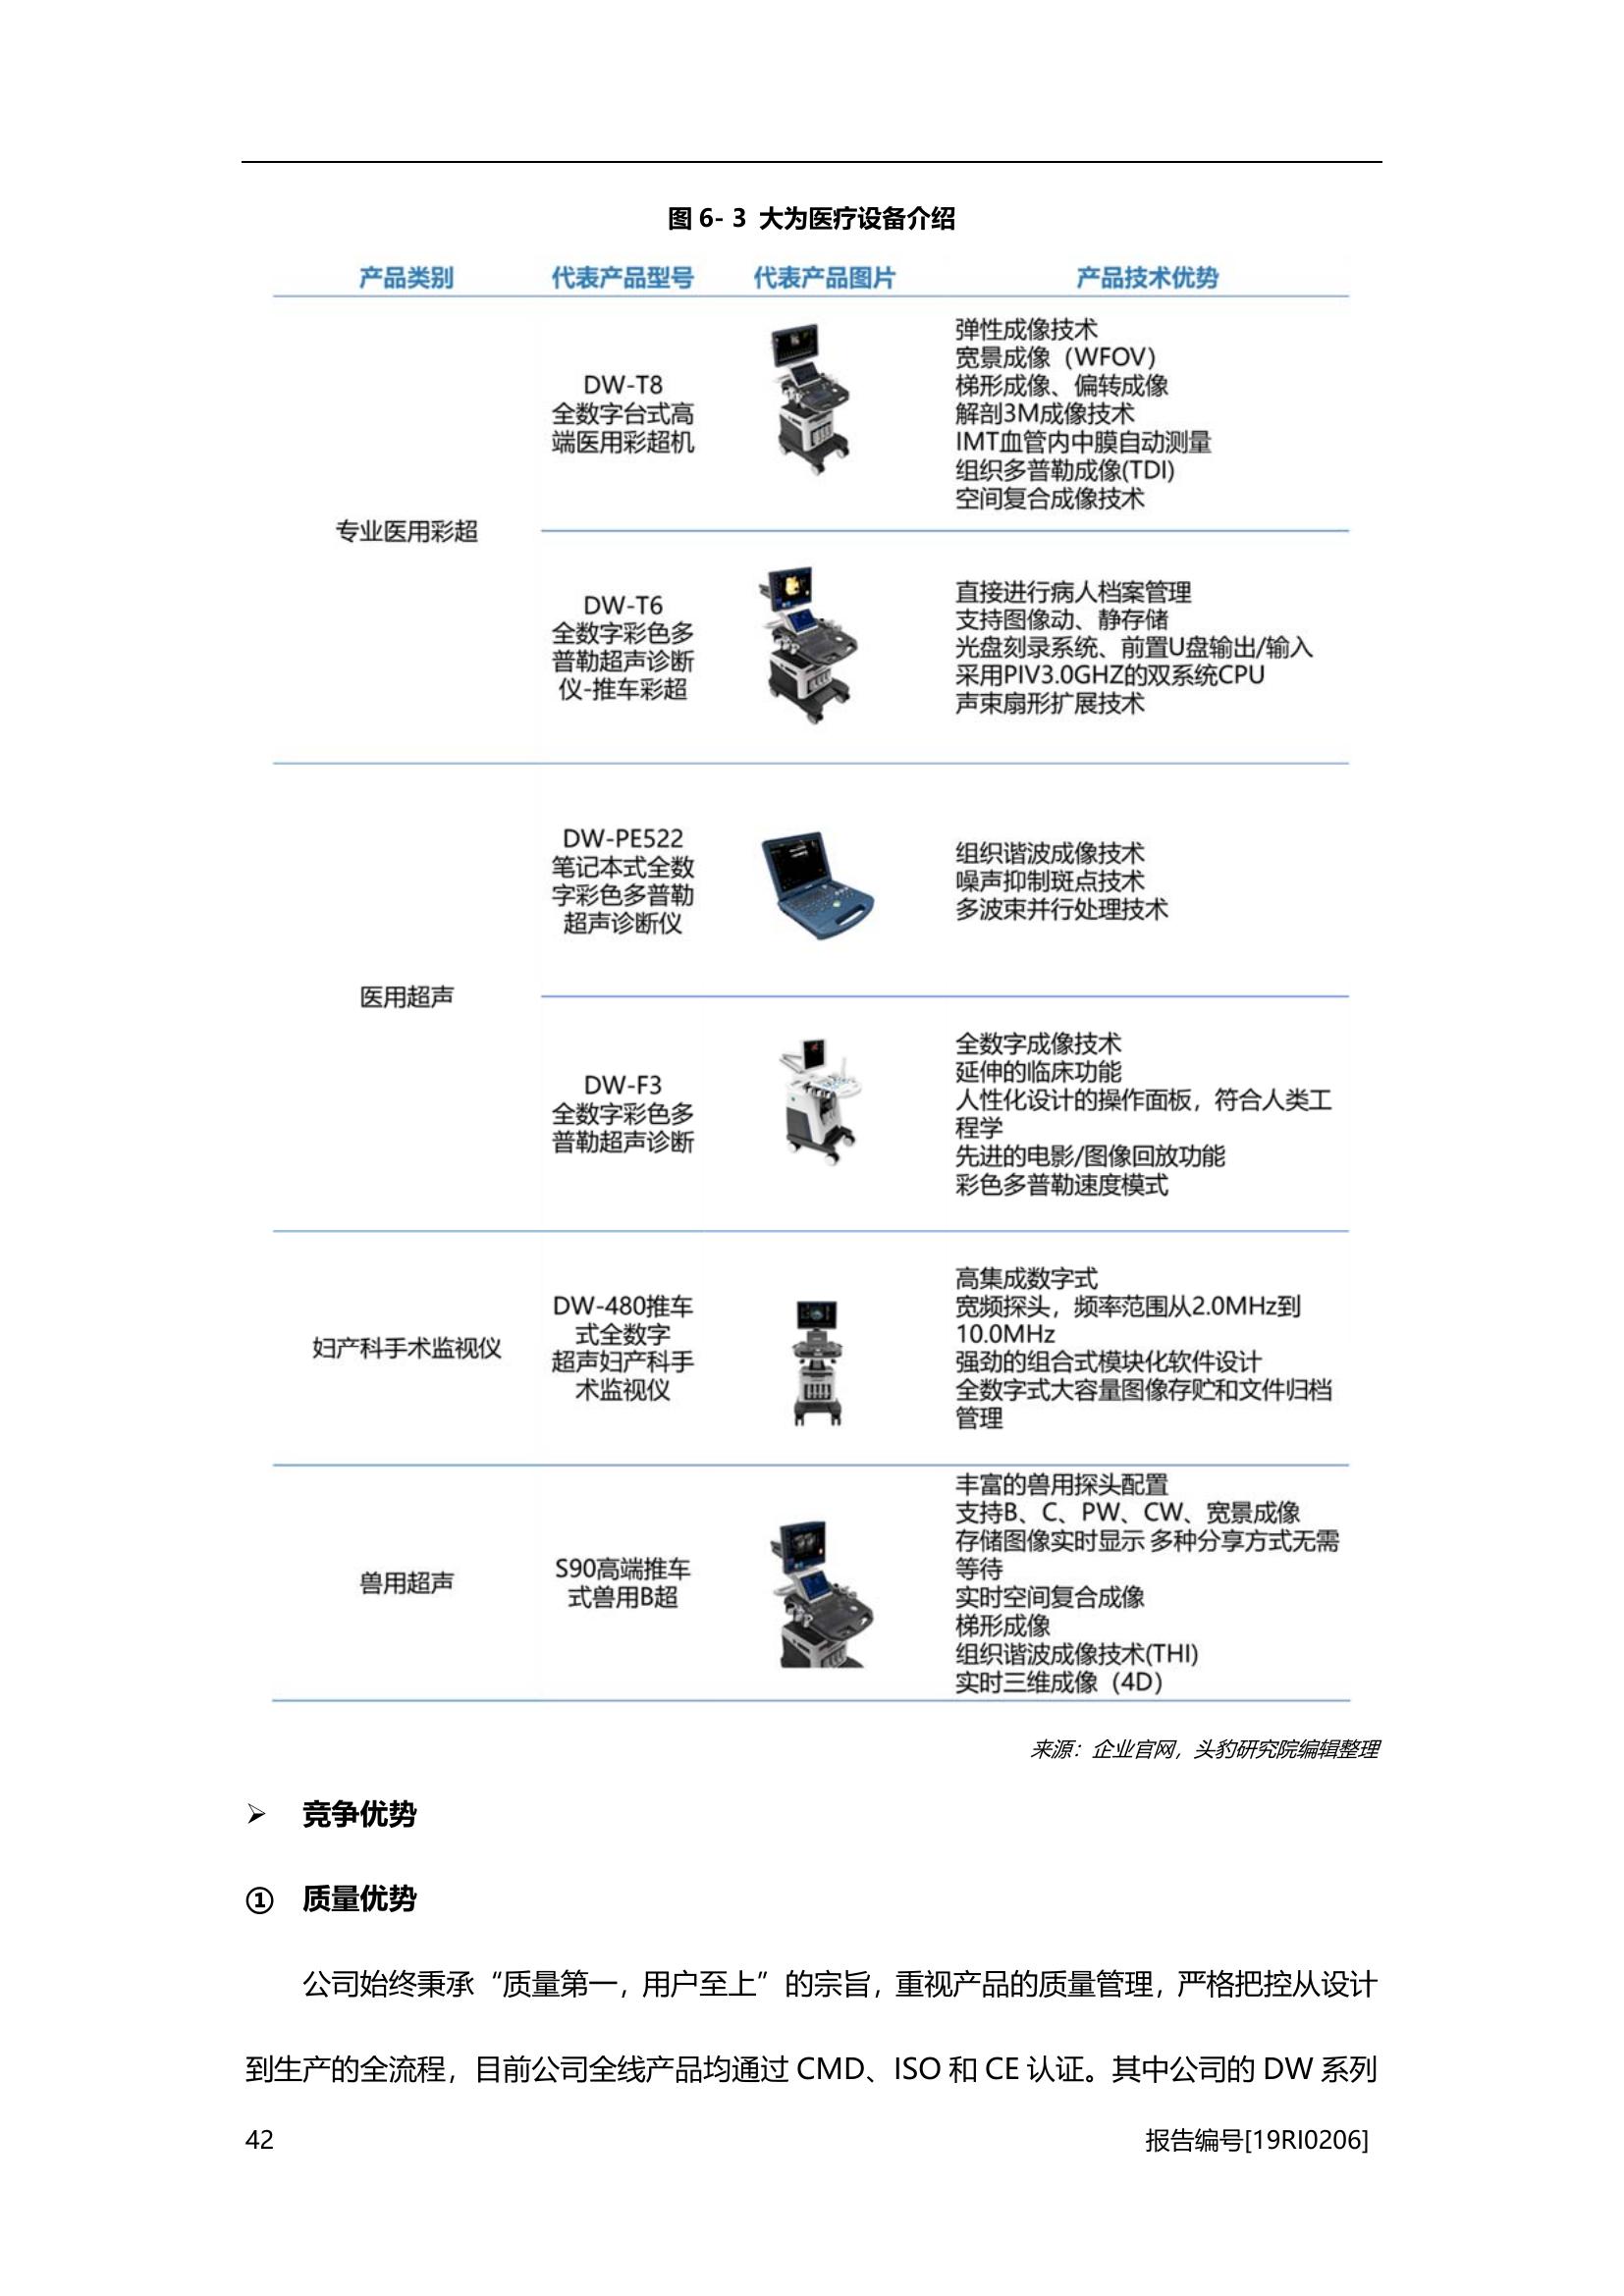 图 6- 3 大为医疗设备介绍
产品类别 代表产品型号 代表产品图片 产品技术优势
专业医用彩超
DW-T8
全数字台式高
端医用彩超机
弹性成像技术
宽景成像（WFOV）
梯形成像、偏转成像
解剖3M成像技术
IMT血管内中膜自动测量
组织多普勒成像(TDI)
空间复合成像技术
DW-T6
全数字彩色多
普勒超声诊断
仪-推车彩超
直接进行病人档案管理
支持图像动、静存储
光盘刻录系统、前置U盘输出/输入
采用PIV3.0GHZ的双系统CPU
声束扇形扩展技术
医用超声
DW-PE522
笔记本式全数
字彩色多普勒
超声诊断仪
组织谐波成像技术
噪声抑制斑点技术
多波束并行处理技术
DW-F3
全数字彩色多
普勒超声诊断
全数字成像技术
延伸的临床功能
人性化设计的操作面板，符合人类工
程学
先进的电影/图像回放功能
彩色多普勒速度模式
妇产科手术监视仪
DW-480推车
式全数字
超声妇产科手
术监视仪
高集成数字式
宽频探头，频率范围从2.0MHz到
10.0MHz
强劲的组合式模块化软件设计
全数字式大容量图像存贮和文件归档
管理
兽用超声
S90高端推车
式兽用B超
丰富的兽用探头配置
支持B、C、PW、CW、宽景成像
存储图像实时显示 多种分享方式无需
等待
实时空间复合成像
梯形成像
组织谐波成像技术(THI)
实时三维成像（4D）
来源：企业官网，头豹研究院编辑整理
➢ 竞争优势
① 质量优势
公司始终秉承“质量第一，用户至上”的宗旨，重视产品的质量管理，严格把控从设计
到生产的全流程，目前公司全线产品均通过 CMD、ISO 和 CE 认证。其中公司的 DW 系列
42 报告编号[19RI0206]